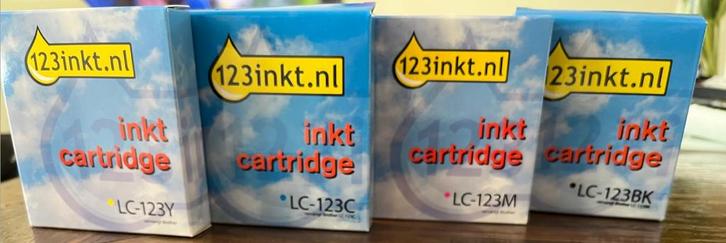 123inkt.nl
inkt
cartridge
LC-123Y
123inkt.nl
inkt
cartridge
LC-123C
123inkt.nl
inkt
cartridge
LC-123M
23inkt.nl
inkt
cartridge
LC-123BK